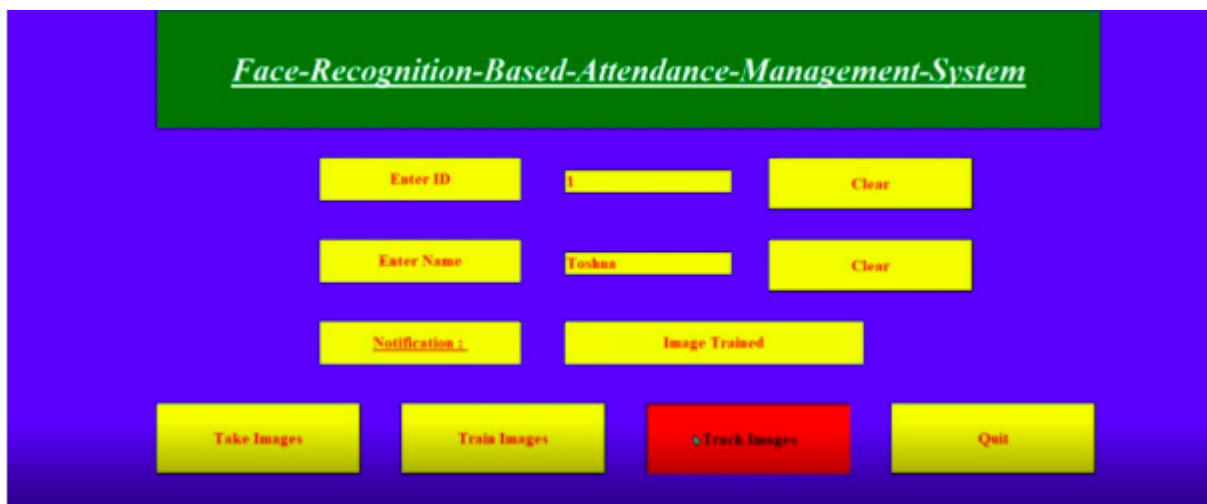 Face-Recognition-Based-Attendance-Management-System
Enter ID 1 Clear
Enter Name Toshna Clear
Notification : Image Trained
Take Images Train Images Track Images Quit